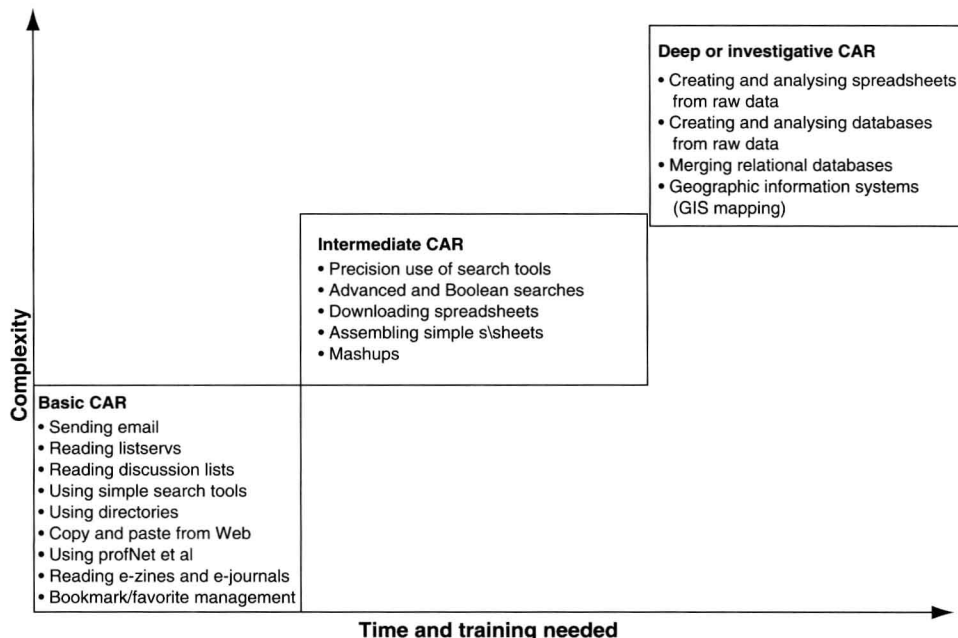 Deep or investigative CAR
• Creating and analysing spreadsheets
from raw data
• Creating and analysing databases
from raw data
• Merging relational databases
• Geographic information systems
(GIS mapping)
Intermediate CAR
• Precision use of search tools
• Advanced and Boolean searches
• Downloading spreadsheets
• Assembling simple s\sheets
• Mashups
Complexity
Basic CAR
• Sending email
• Reading listservs
• Reading discussion lists
• Using simple search tools
• Using directories
• Copy and paste from Web
• Using profNet et al
• Reading e-zines and e-journals
• Bookmark/favorite management
Time and training needed